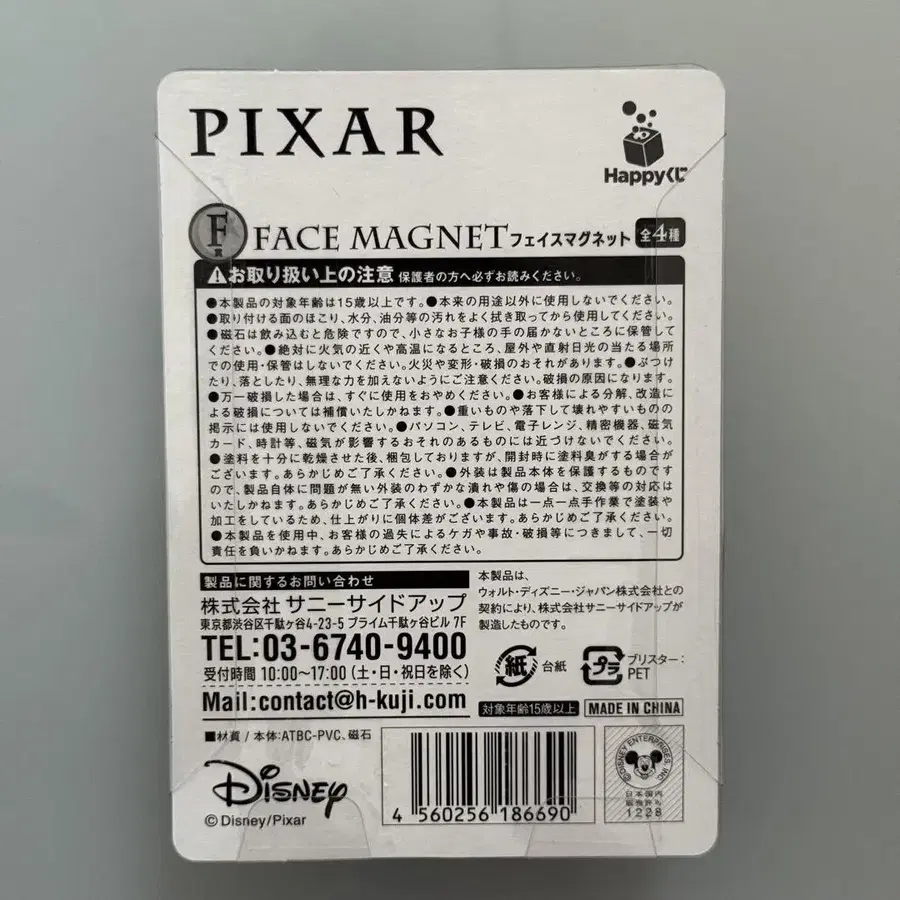 PIXAR
Happyくじ
F賞 FACE MAGNET フェイスマグネット 全4種
お取り扱い上の注意 保護者の方へ必ずお読みください。
●本製品の対象年齢は15歳以上です。●本来の用途以外に使用しないでください。
●取り付ける面のほこり、水分、油分等の汚れをよく拭き取ってから使用してください。
●磁石は飲み込むと危険ですので、小さなお子様の手の届かないところに保管して
ください。●絶対に火気の近くや高温になるところ、屋外や直射日光の当たる場所
での使用・保管はしないでください。火災や変形・破損のおそれがあります。●ぶつけ
たり、落としたり、無理な力を加えないようにご注意ください。破損の原因になります。
●万一破損した場合は、すぐに使用をおやめください。●お客様による分解、改造に
よる破損については補償いたしかねます。●重いものや落下して壊れやすいものの
掲示には使用しないでください。●パソコン、テレビ、電子レンジ、精密機器、磁気
カード、時計等、磁気が影響するおそれのあるものには近づけないでください。
●塗料を十分に乾燥させた後、梱包しておりますが、開封時に塗料臭がする場合が
ございます。あらかじめご了承ください。●外装は製品本体を保護するものです
ので、製品自体に問題が無い外装のわずかな潰れや傷の場合は、交換等の対応は
いたしかねます。あらかじめご了承ください。●本製品は一点一点手作業で塗装や
加工をしているため、仕上がりに個体差がございます。あらかじめご了承ください。
●本製品を使用中、お客様の過失によるケガや事故・破損等につきまして、一切
責任を負いかねます。あらかじめご了承ください。
製品に関するお問い合わせ
株式会社 サニーサイドアップ
東京都渋谷区千駄ヶ谷4-23-5 プライム千駄ヶ谷ビル 7F
TEL:03-6740-9400
受付時間 10:00〜17:00 (土・日・祝日を除く)
Mail:contact@h-kuji.com
本製品は、
ウォルト・ディズニー・ジャパン株式会社との
契約により、株式会社サニーサイドアップが
製造したものです。
紙 台紙
プラ ブリスター:
PET
対象年齢15歳以上 MADE IN CHINA
■材質 / 本体:ATBC-PVC、磁石
Disney
© Disney/Pixar
4 560256 186690
©DISNEY ENTERPRISES, INC.
日本国内
販売許諾
1228